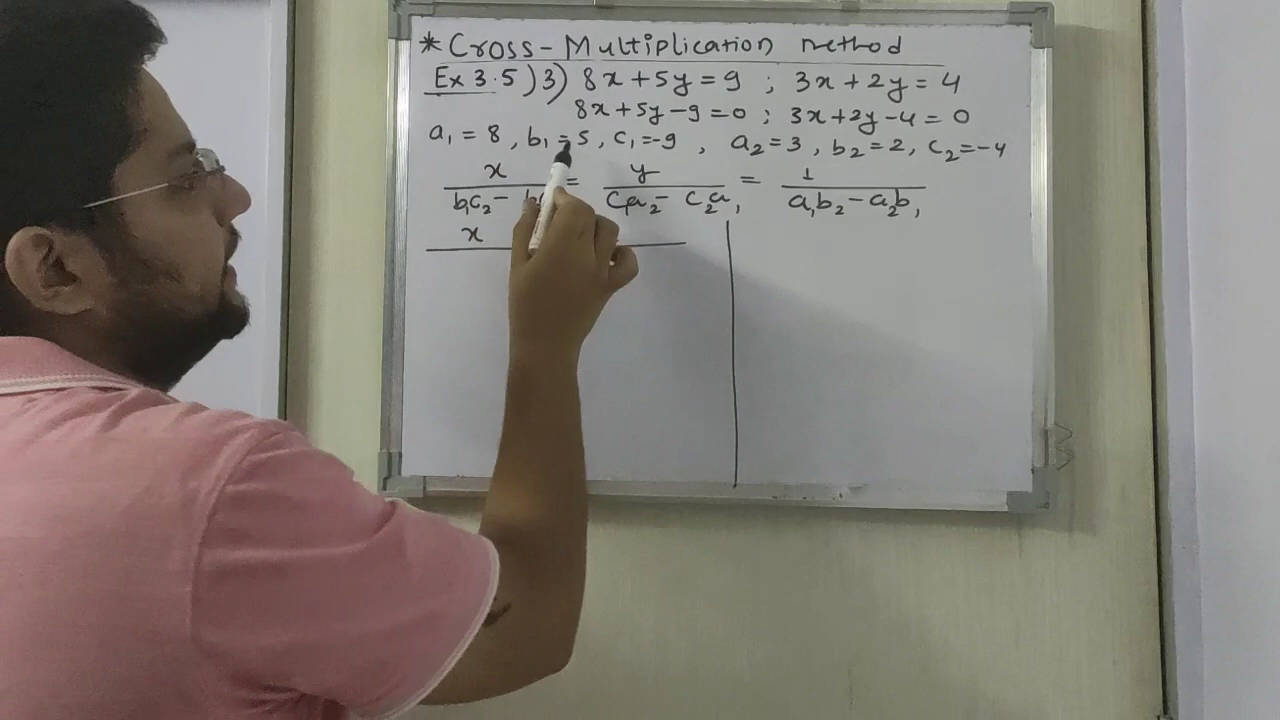 * Cross-Multiplication method
Ex 3.5) 3) 8x+5y=9 ; 3x+2y=4
8x+5y-9=0 ; 3x+2y-4=0
a₁=8, b₁=5, c₁=-9, a₂=3, b₂=2, c₂=-4
x = y = 1
b₁c₂- c₁a₂- c₂a₁ a₁b₂-a₂b₁
x